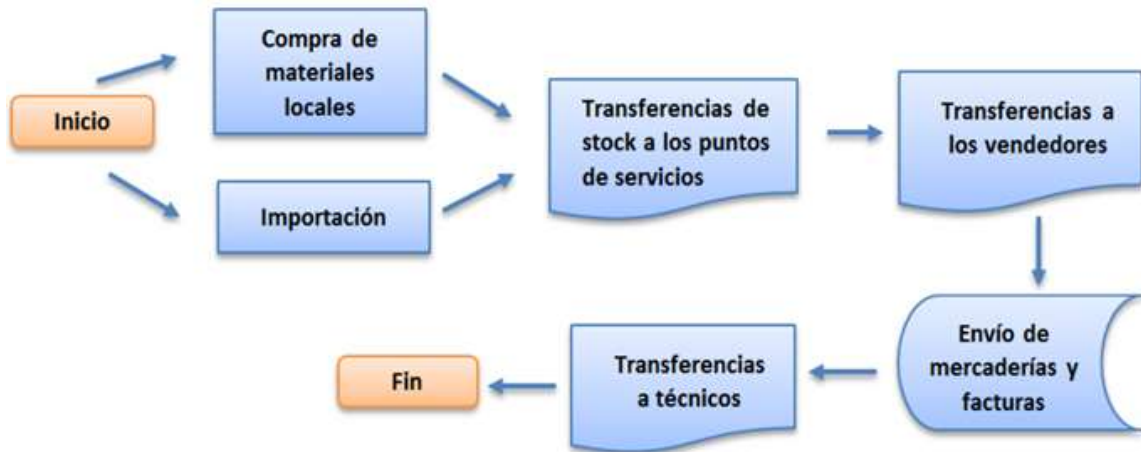 Inicio
Compra de
materiales
locales
Importación
Transferencias de
stock a los puntos
de servicios
Transferencias a
los vendedores
Envío de
mercaderías y
facturas
Transferencias
a técnicos
Fin